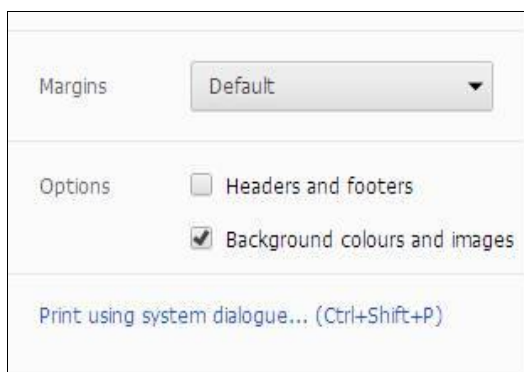 Margins Default
Options Headers and footers
Background colours and images
Print using system dialogue... (Ctrl+Shift+P)